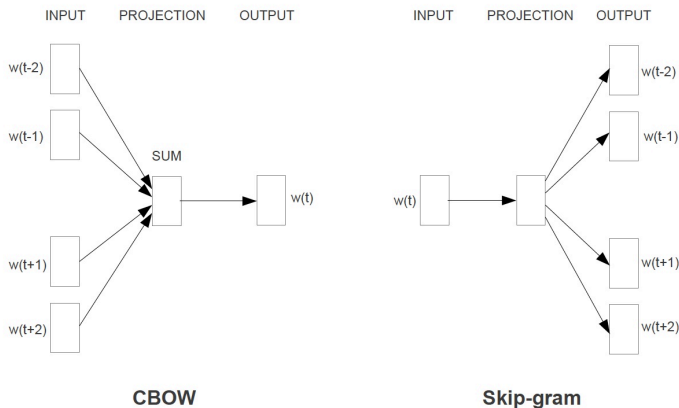 INPUT PROJECTION OUTPUT
w(t-2)
w(t-1)
SUM
w(t)
w(t+1)
w(t+2)
CBOW
INPUT PROJECTION OUTPUT
w(t-2)
w(t-1)
w(t)
w(t+1)
w(t+2)
Skip-gram